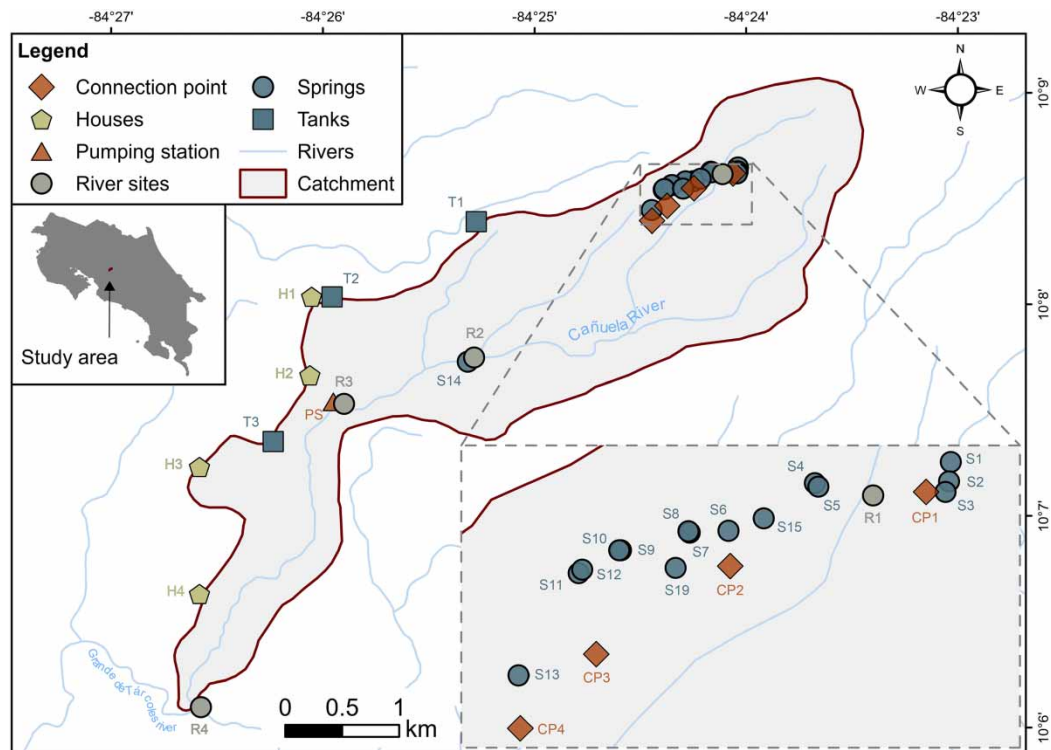 -84°27'
-84°26'
-84°25'
-84°24'
-84°23'
Legend
Connection point
Springs
Houses
Tanks
Pumping station
Rivers
River sites
Catchment
N
W
E
S
10°9'
T1
Study area
T2
H1
10°8'
Cañuela River
R2
S14
H2
R3
PS
T3
H3
S1
S4
S2
S5
S3
R1
CP1
10°7'
S8
S6
S15
S10
S9
S7
S11
S12
S19
CP2
H4
CP3
S13
Grande de Tárcoles river
CP4
R4
0
0.5
1
km
10°6'